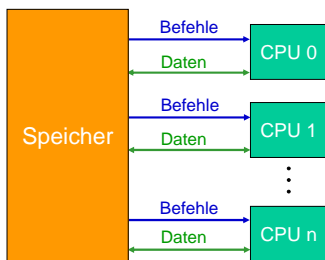 Befehle
CPU 0
Daten
Befehle
Speicher
CPU 1
Daten
Befehle
CPU n
Daten